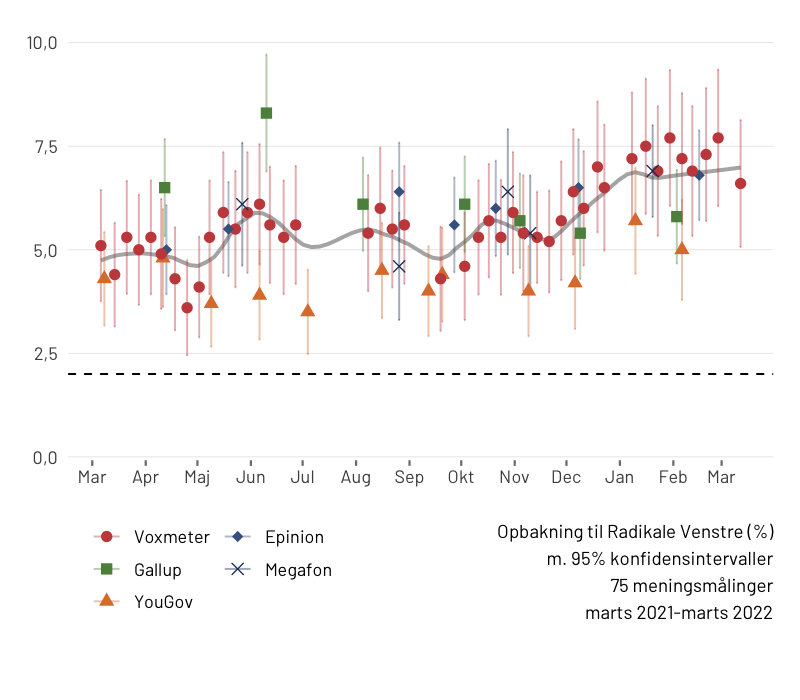 10,0
7,5
5,0
2,5
0,0
Mar Apr Maj Jun Jul Aug Sep Okt Nov Dec Jan Feb Mar
Voxmeter
Gallup
YouGov
Epinion
Megafon
Opbakning til Radikale Venstre (%)
m. 95% konfidensintervaller
75 meningsmålinger
marts 2021-marts 2022